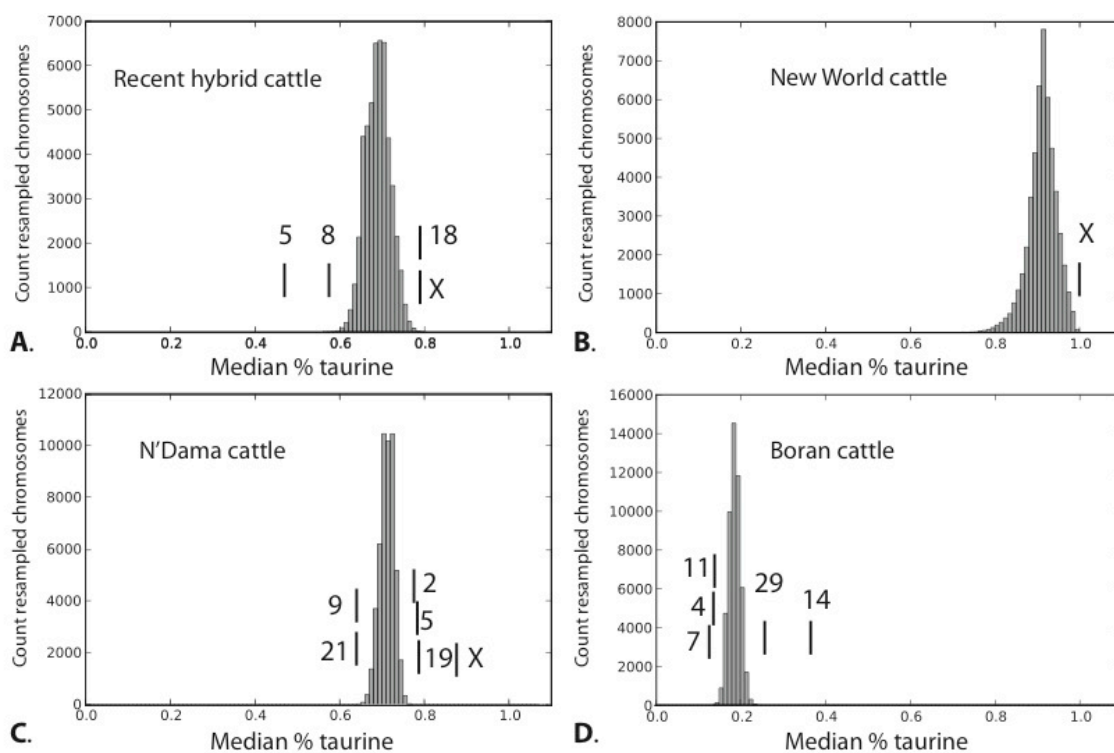 7000
6000
5000
4000
3000
2000
1000
0
Count resampled chromosomes
Recent hybrid cattle
5
8
18
X
A.
0.0 0.2 0.4 0.6 0.8 1.0
Median % taurine
8000
7000
6000
5000
4000
3000
2000
1000
0
Count resampled chromosomes
New World cattle
X
B.
0.0 0.2 0.4 0.6 0.8 1.0
Median % taurine
12000
10000
8000
6000
4000
2000
0
Count resampled chromosomes
N'Dama cattle
2
9
5
21
19 X
C.
0.0 0.2 0.4 0.6 0.8 1.0
Median % taurine
16000
14000
12000
10000
8000
6000
4000
2000
0
Count resampled chromosomes
Boran cattle
11
29
14
4
7
D.
0.0 0.2 0.4 0.6 0.8 1.0
Median % taurine